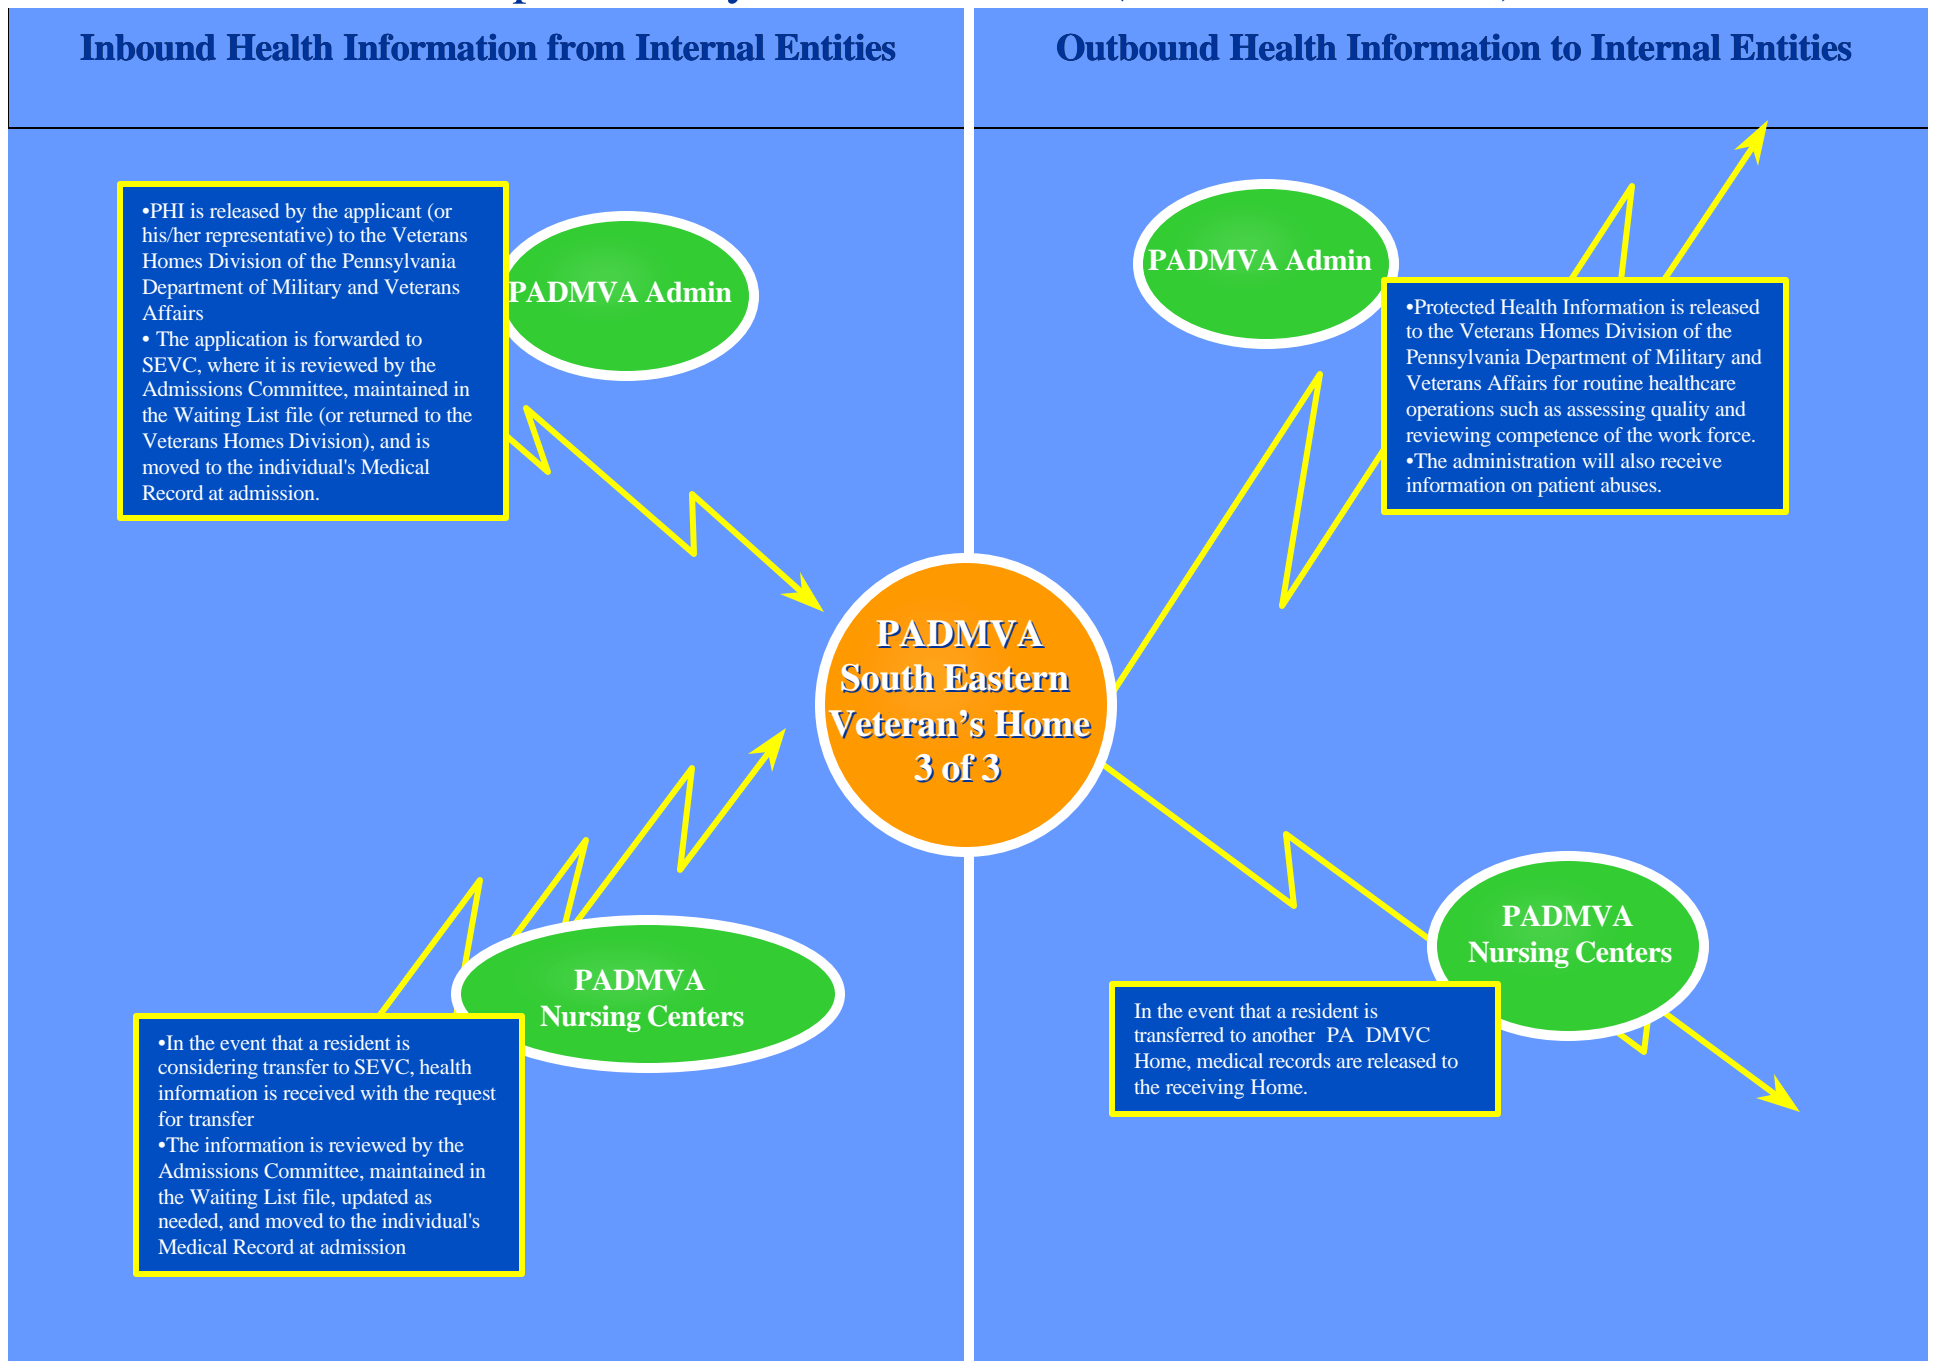 Inbound Health Information from Internal Entities
•PHI is released by the applicant (or
his/her representative) to the Veterans
Homes Division of the Pennsylvania
Department of Military and Veterans
Affairs
• The application is forwarded to
SEVC, where it is reviewed by the
Admissions Committee, maintained in
the Waiting List file (or returned to the
Veterans Homes Division), and is
moved to the individual's Medical
Record at admission.
PADMVA Admin
PADMVA
Nursing Centers
•In the event that a resident is
considering transfer to SEVC, health
information is received with the request
for transfer
•The information is reviewed by the
Admissions Committee, maintained in
the Waiting List file, updated as
needed, and moved to the individual's
Medical Record at admission
PADMVA
South Eastern
Veteran’s Home
3 of 3
Outbound Health Information to Internal Entities
PADMVA Admin
•Protected Health Information is released
to the Veterans Homes Division of the
Pennsylvania Department of Military and
Veterans Affairs for routine healthcare
operations such as assessing quality and
reviewing competence of the work force.
•The administration will also receive
information on patient abuses.
PADMVA
Nursing Centers
In the event that a resident is
transferred to another PA DMVC
Home, medical records are released to
the receiving Home.